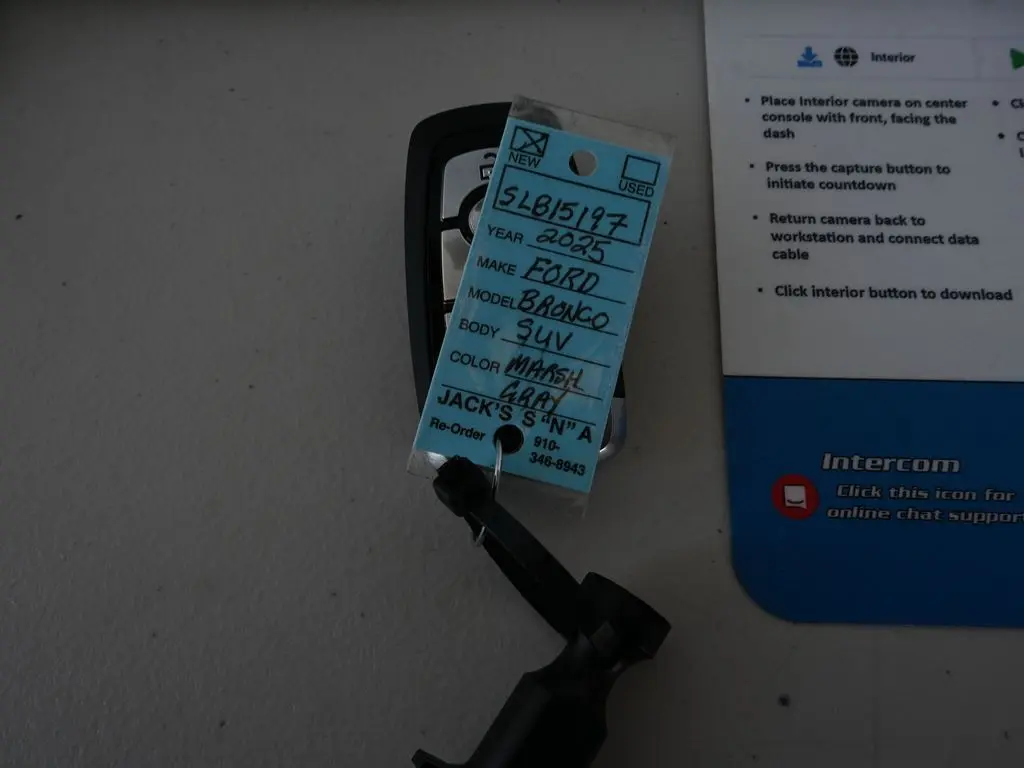 NEW
USED
SLB15197
YEAR 2025
MAKE FORD
MODEL BRONCO
BODY SUV
COLOR MARSH
GRAY
JACK'S S "N" A
Re-Order 910-
346-8943
Interior
• Place Interior camera on center
console with front, facing the
dash
• Press the capture button to
initiate countdown
• Return camera back to
workstation and connect data
cable
• Click interior button to download
Intercom
Click this icon for
online chat support